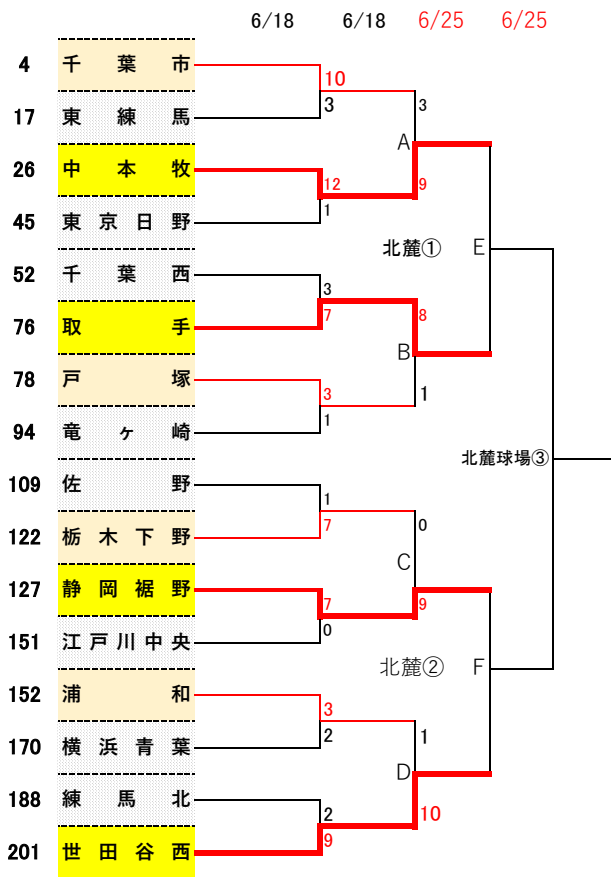 6/18 6/18 6/25 6/25
4 千葉市
10
3
17 東練馬
3
A
26 中本牧
12
9
1
45 東京日野
北麓① E
52 千葉西
3
76 取手
7
8
B
78 戸塚
3
1
94 竜ヶ崎
1
北麓球場③
109 佐野
1
0
122 栃木下野
7
C
127 静岡裾野
7
9
0
151 江戸川中央
北麓② F
152 浦和
3
1
170 横浜青葉
2
D
188 練馬北
2
10
201 世田谷西
9